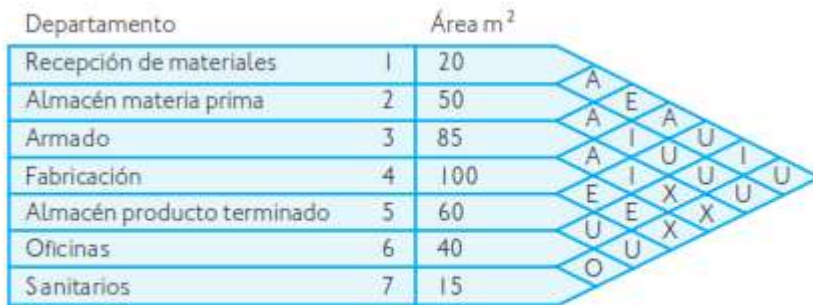 Departamento Área m²
Recepción de materiales 1 20
A
Almacén materia prima 2 50 E
A A
Armado 3 85 I U
A U I
Fabricación 4 100 I U U
E X U
Almacén producto terminado 5 60 E X
U X
Oficinas 6 40 U
O
Sanitarios 7 15